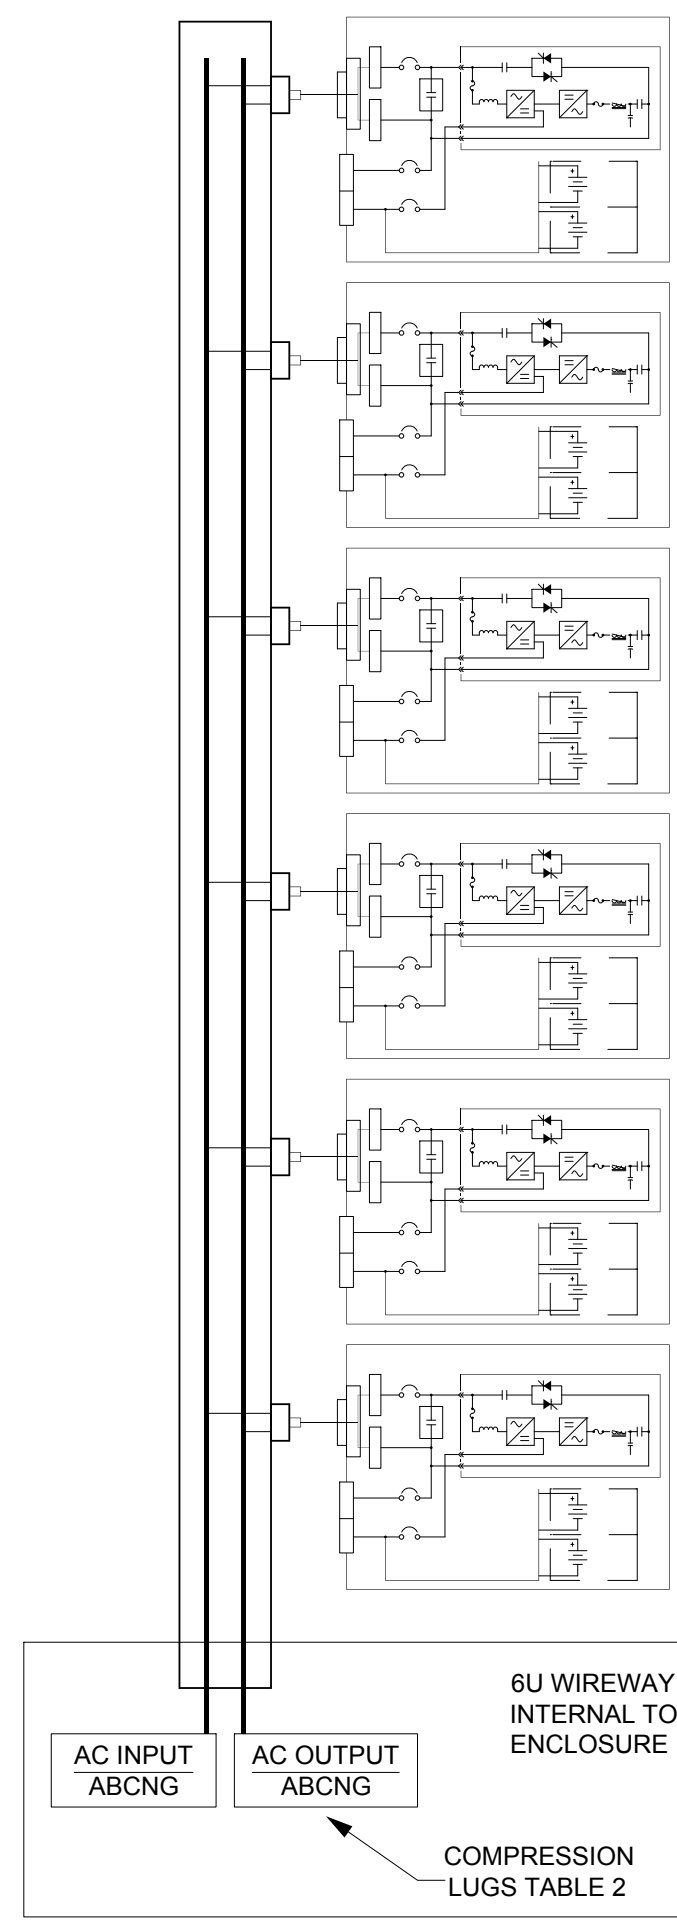 6U WIREWAY
INTERNAL TO
ENCLOSURE
AC INPUT
ABCNG
AC OUTPUT
ABCNG
COMPRESSION
LUGS TABLE 2